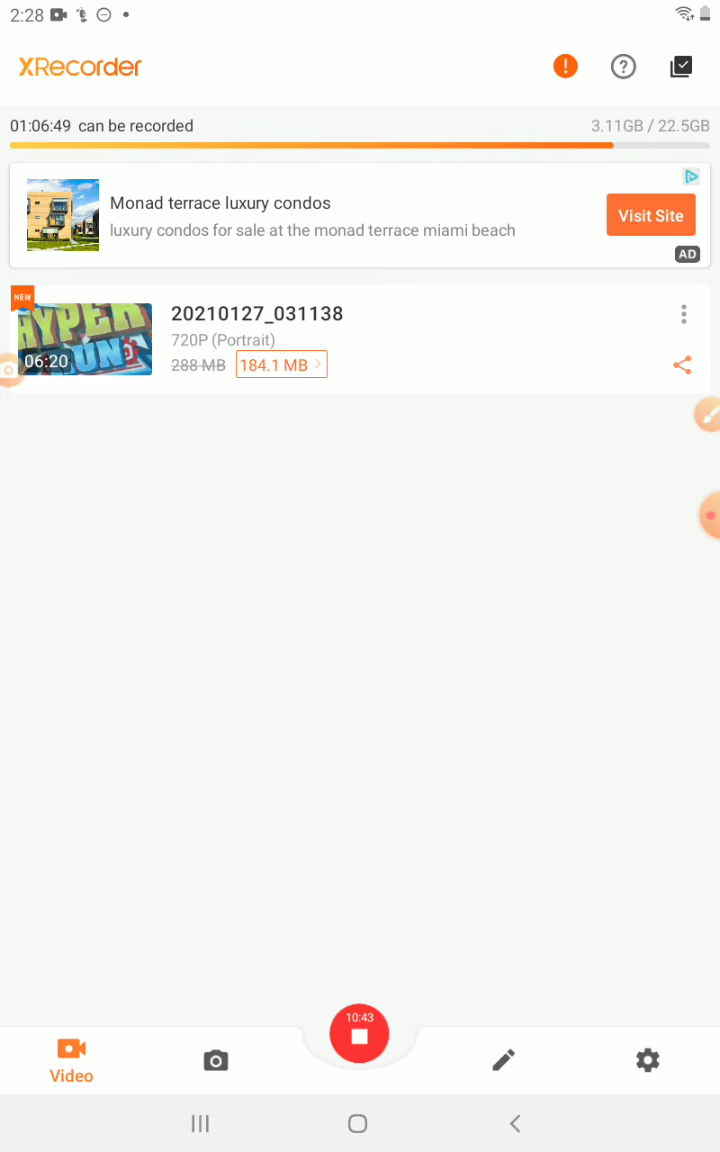 2:28
XRecorder
01:06:49 can be recorded
3.11GB / 22.5GB
Monad terrace luxury condos
luxury condos for sale at the monad terrace miami beach
Visit Site
AD
NEW
HYPER
RUN
06:20
20210127_031138
720P (Portrait)
288 MB 184.1 MB >
10:43
Video